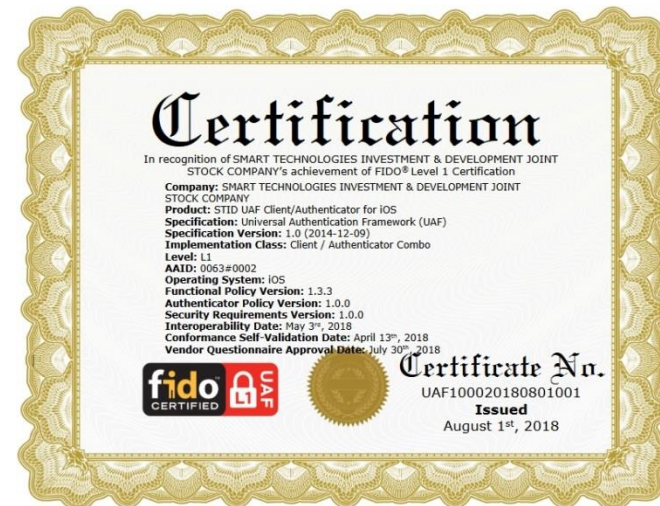 Certification
In recognition of SMART TECHNOLOGIES INVESTMENT & DEVELOPMENT JOINT
STOCK COMPANY's achievement of FIDO® Level 1 Certification
Company: SMART TECHNOLOGIES INVESTMENT & DEVELOPMENT JOINT
STOCK COMPANY
Product: STID UAF Client/Authenticator for iOS
Specification: Universal Authentication Framework (UAF)
Specification Version: 1.0 (2014-12-09)
Implementation Class: Client / Authenticator Combo
Level: L1
AAID: 0063#0002
Operating System: iOS
Functional Policy Version: 1.3.3
Authenticator Policy Version: 1.0.0
Security Requirements Version: 1.0.0
Interoperability Date: May 3rd, 2018
Conformance Self-Validation Date: April 13th, 2018
Vendor Questionnaire Approval Date: July 30th, 2018
fido
CERTIFIED
L1
UAF
Certificate No.
UAF100020180801001
Issued
August 1st, 2018